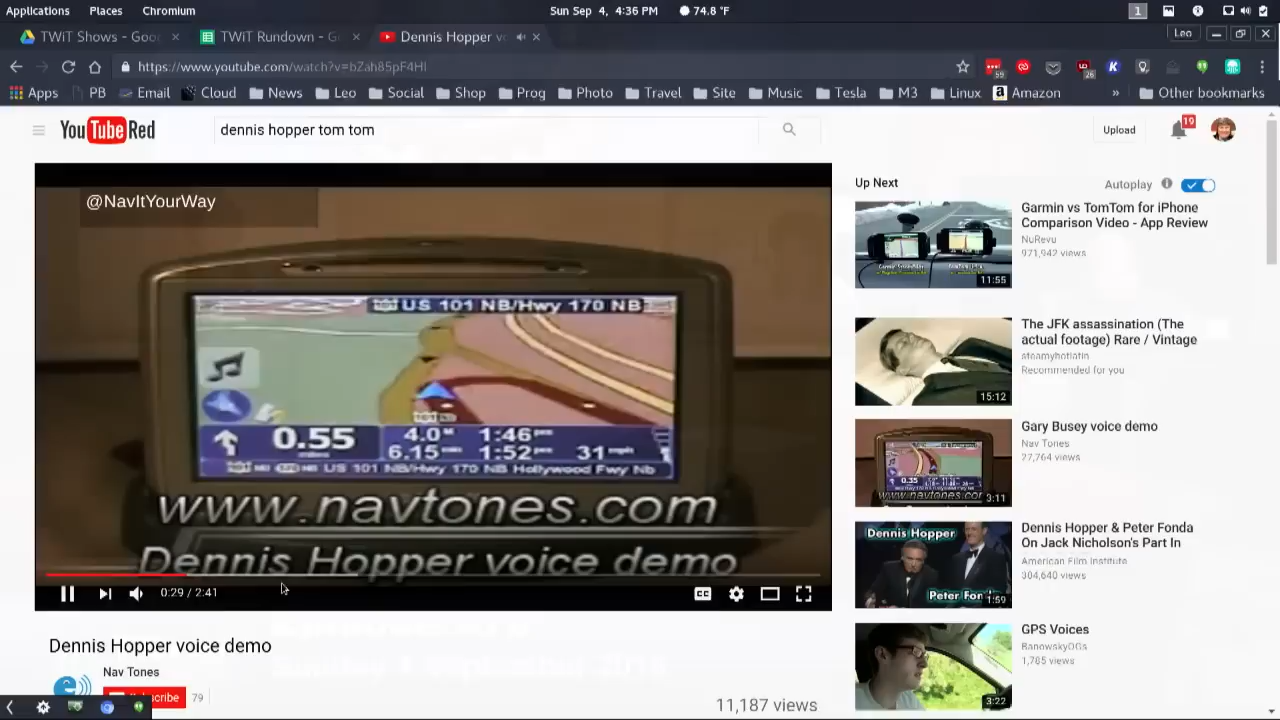 Applications Places Chromium Sun Sep 4, 4:36 PM 74.8 °F 1
TWiT Shows - Goo TWiT Rundown - G Dennis Hopper vo Leo
https://www.youtube.com/watch?v=bZah85pF4HI 59 26
Apps PB Email Cloud News Leo Social Shop Prog Photo Travel Site Music Tesla M3 Linux Amazon » Other bookmarks
YouTube Red dennis hopper tom tom Upload 19
@NavItYourWay
US 101 NB/Hwy 170 NB
0.55
4.0 1:46
1:52 31
US 101 NB/Hwy 170 NB Hollywood Fwy Nb
www.navtones.com
Dennis Hopper voice demo
0:29 / 2:41 CC
Dennis Hopper voice demo
Nav Tones
79
11,187 views
Up Next Autoplay
Garmin vs TomTom for iPhone
Comparison Video - App Review
NuRevu
971,942 views
11:55
The JFK assassination (The
actual footage) Rare / Vintage
steamyhotlatin
Recommended for you
15:12
Gary Busey voice demo
Nav Tones
27,764 views
3:11
Dennis Hopper & Peter Fonda
On Jack Nicholson's Part In
American Film Institute
304,640 views
Dennis Hopper
1:59
GPS Voices
BanowskyOGs
1,785 views
3:22